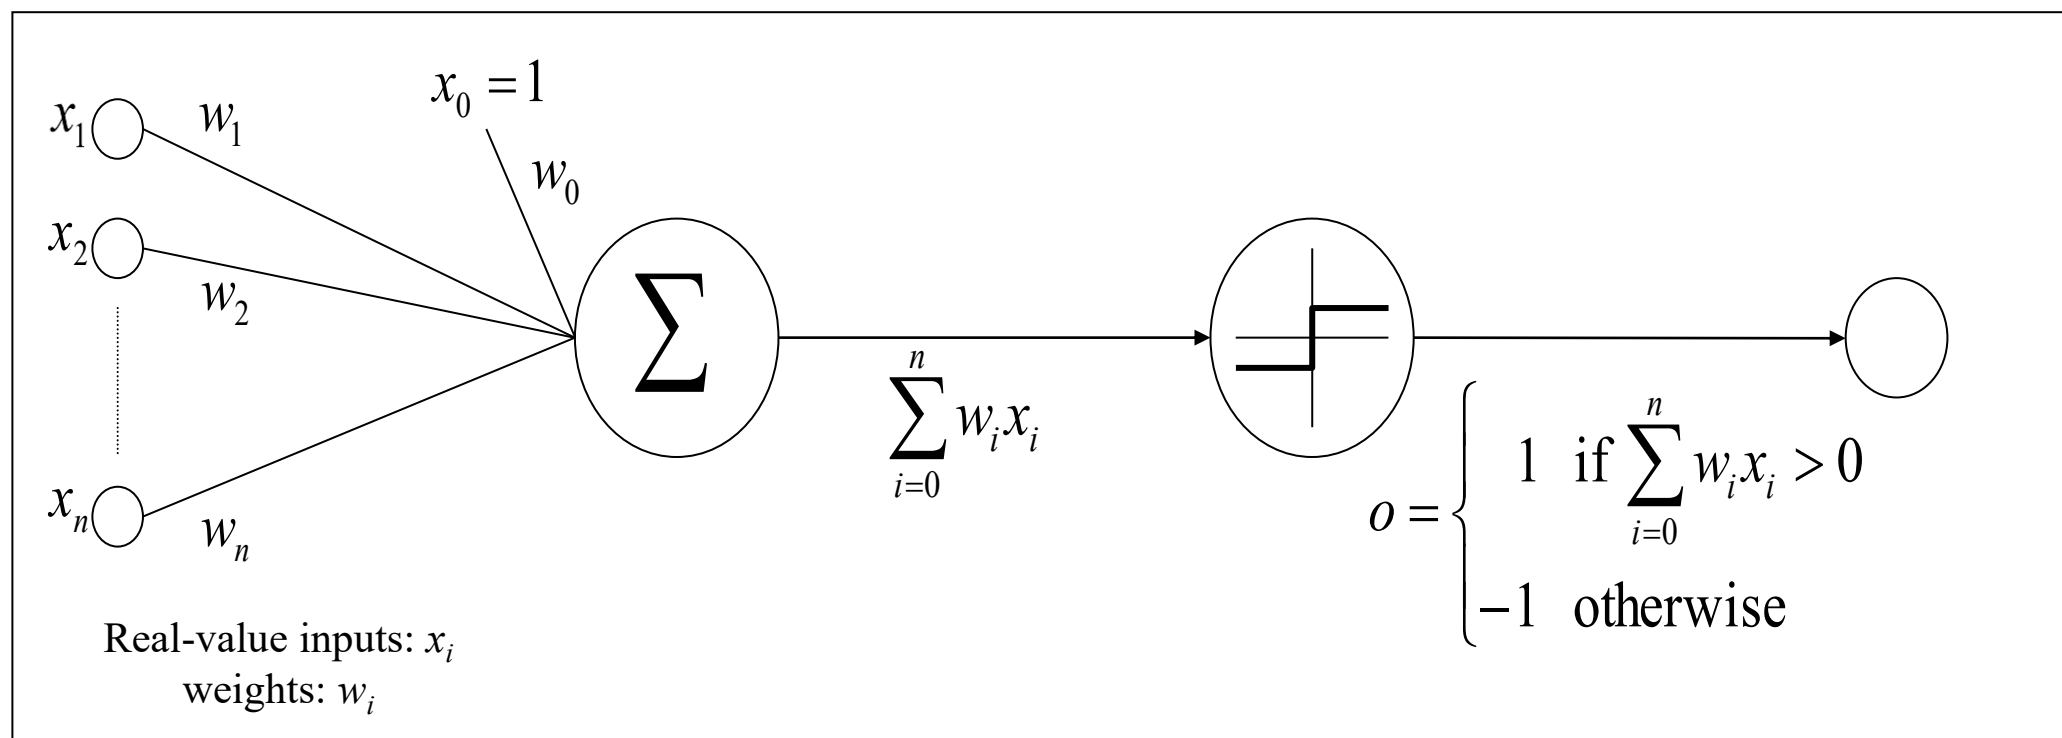 x₀ = 1
x₁ w₁
w₀
x₂
w₂
∑
n
∑ wᵢxᵢ
i=0
xₙ
wₙ
o = { 1 if ∑ⁿᵢ₌₀ wᵢxᵢ > 0
−1 otherwise
Real-value inputs: xᵢ
weights: wᵢ